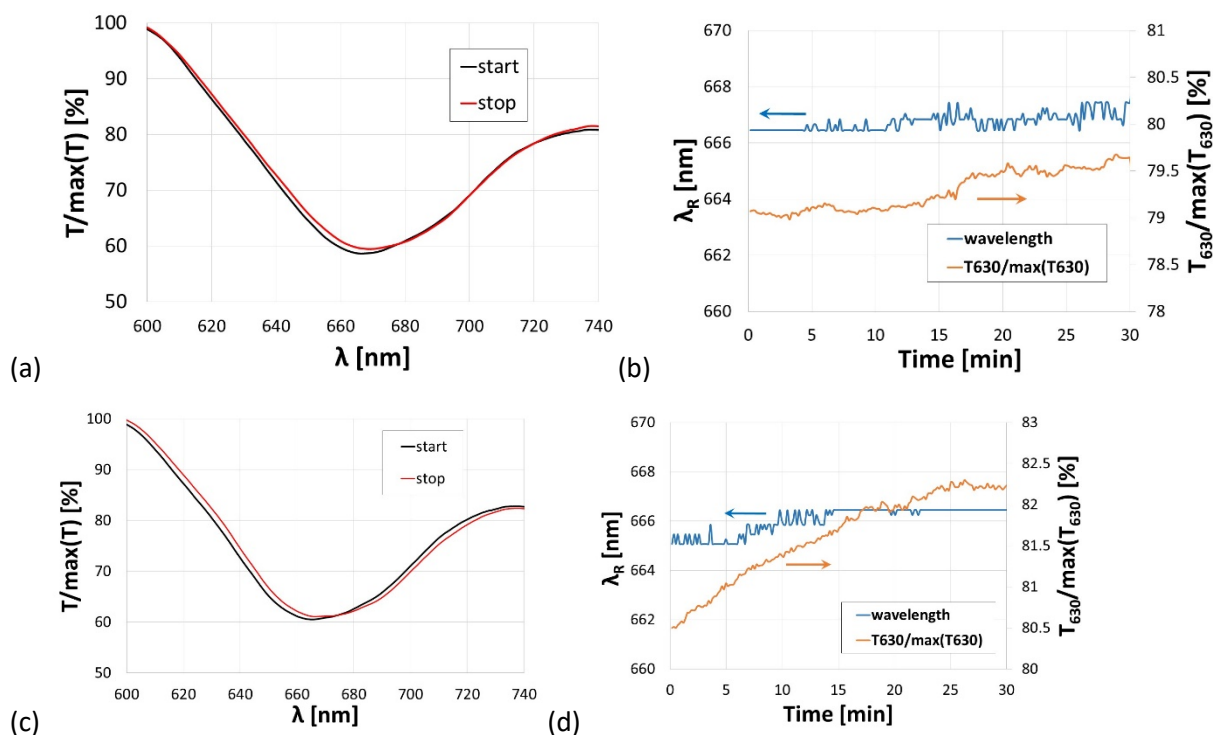 100
90
80
70
60
50
T/max(T) [%]
start
stop
600 620 640 660 680 700 720 740
λ [nm]
(a)
670
668
666
664
662
660
λR [nm]
81
80.5
80
79.5
79
78.5
78
T630/max(T630) [%]
wavelength
T630/max(T630)
0 5 10 15 20 25 30
Time [min]
(b)
100
90
80
70
60
50
T/max(T) [%]
start
stop
600 620 640 660 680 700 720 740
λ [nm]
(c)
670
668
666
664
662
660
λR [nm]
83
82.5
82
81.5
81
80.5
80
T630/max(T630) [%]
wavelength
T630/max(T630)
0 5 10 15 20 25 30
Time [min]
(d)